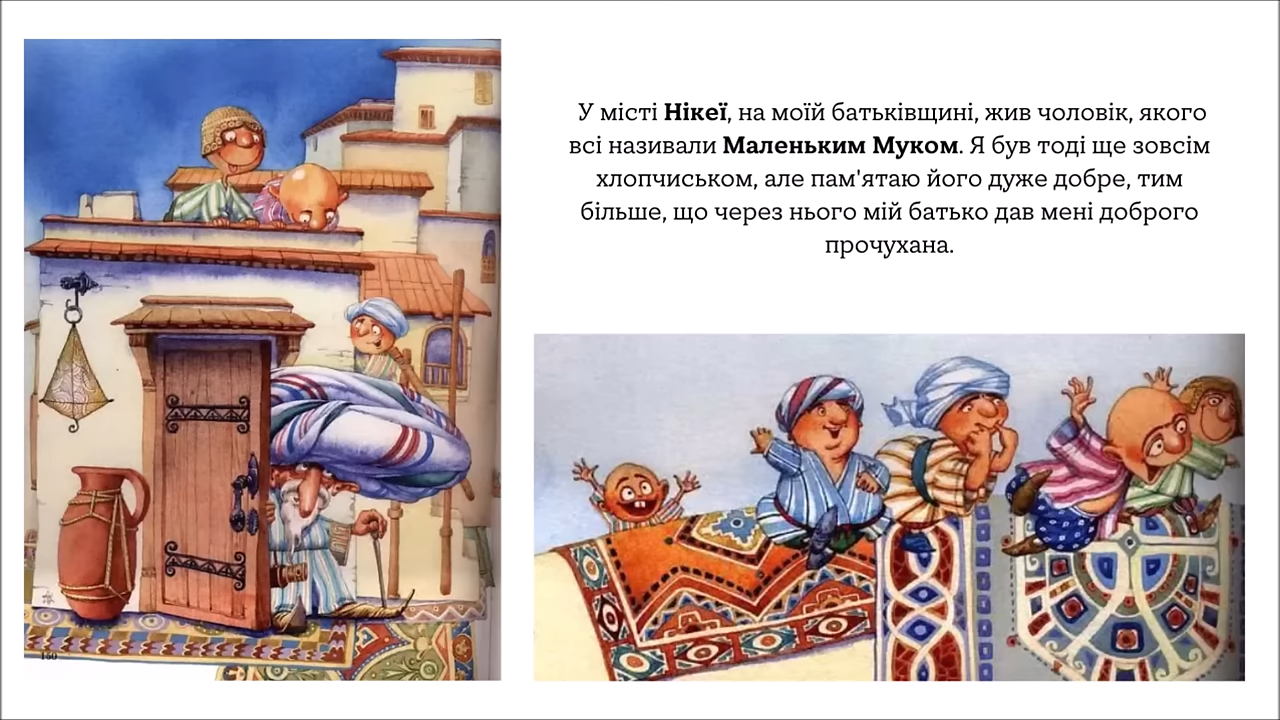 У місті Нікеї, на моїй батьківщині, жив чоловік, якого
всі називали Маленьким Муком. Я був тоді ще зовсім
хлопчиськом, але пам'ятаю його дуже добре, тим
більше, що через нього мій батько дав мені доброго
прочухана.
150